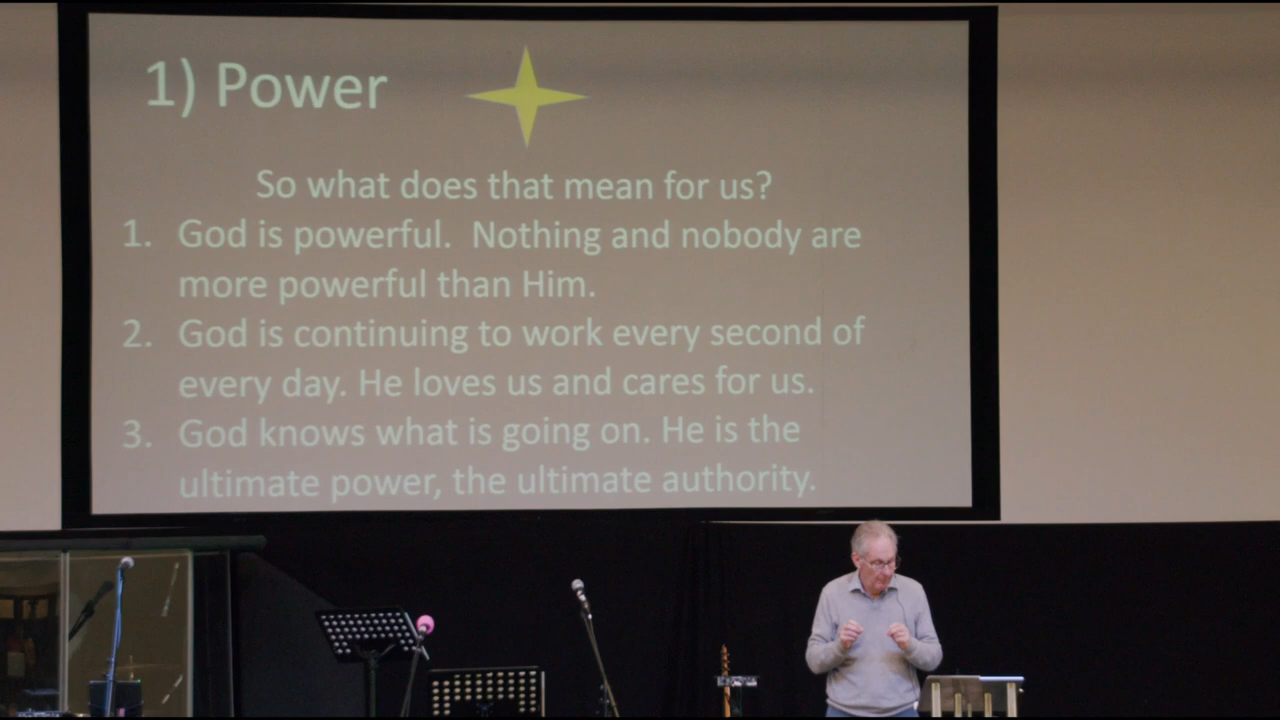 1) Power
So what does that mean for us?
1. God is powerful. Nothing and nobody are
more powerful than Him.
2. God is continuing to work every second of
every day. He loves us and cares for us.
3. God knows what is going on. He is the
ultimate power, the ultimate authority.